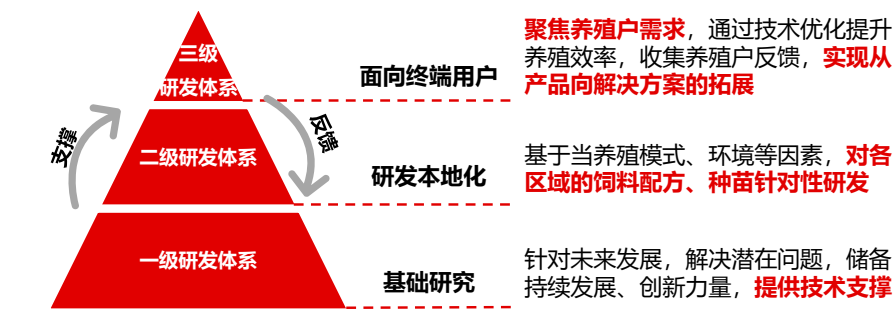 三级
研发体系
面向终端用户
聚焦养殖户需求，通过技术优化提升
养殖效率，收集养殖户反馈，实现从
产品向解决方案的拓展
支撑
反馈
二级研发体系
研发本地化
基于当养殖模式、环境等因素，对各
区域的饲料配方、种苗针对性研发
一级研发体系
基础研究
针对未来发展，解决潜在问题，储备
持续发展、创新力量，提供技术支撑